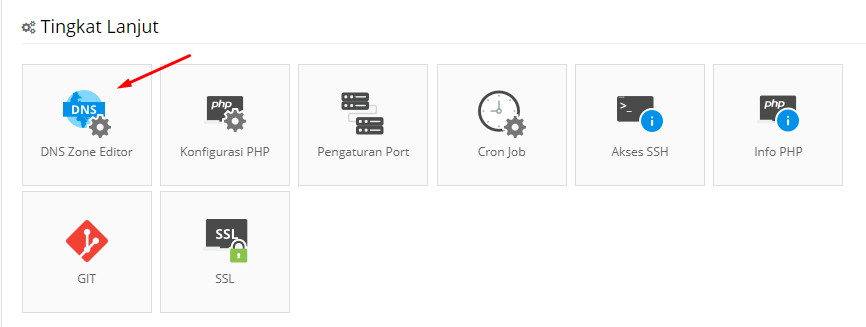 Tingkat Lanjut
DNS
php
>_
i
php
i
DNS Zone Editor
Konfigurasi PHP
Pengaturan Port
Cron Job
Akses SSH
Info PHP
SSL
GIT
SSL